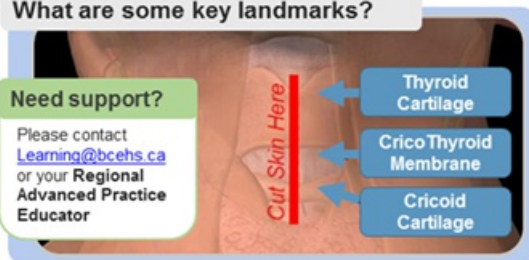 What are some key landmarks?
Need support?
Please contact
Learning@bcehs.ca
or your Regional
Advanced Practice
Educator
Cut Skin Here
Thyroid
Cartilage
CricoThyroid
Membrane
Cricoid
Cartilage